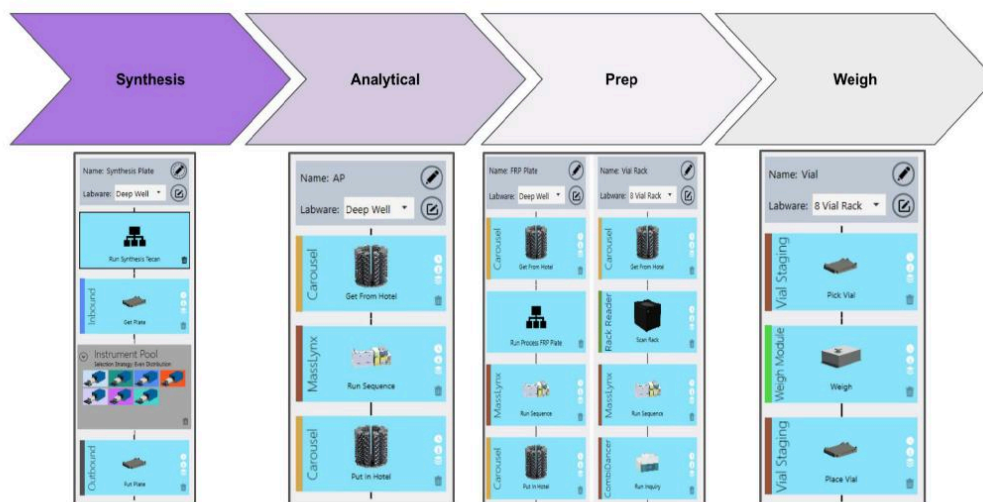 Synthesis
Analytical
Prep
Weigh
Name: Synthesis Plate
Labware: Deep Well
Run Synthesis Tecan
Inbound
Get Plate
Instrument Pool
Selection Strategy: Even Distribution
Outbound
Put Plate
Name: AP
Labware: Deep Well
Carousel
Get From Hotel
MassLynx
Run Sequence
Carousel
Put In Hotel
Name: FRP Plate
Labware: Deep Well
Carousel
Get From Hotel
Run Process FRP Plate
MassLynx
Run Sequence
Carousel
Put In Hotel
Name: Vial Rack
Labware: 8 Vial Rack
Carousel
Get From Hotel
Rack Reader
Scan Rack
MassLynx
Run Sequence
CombiDancer
Run Inquiry
Name: Vial
Labware: 8 Vial Rack
Vial Staging
Pick Vial
Weigh Module
Weigh
Vial Staging
Place Vial